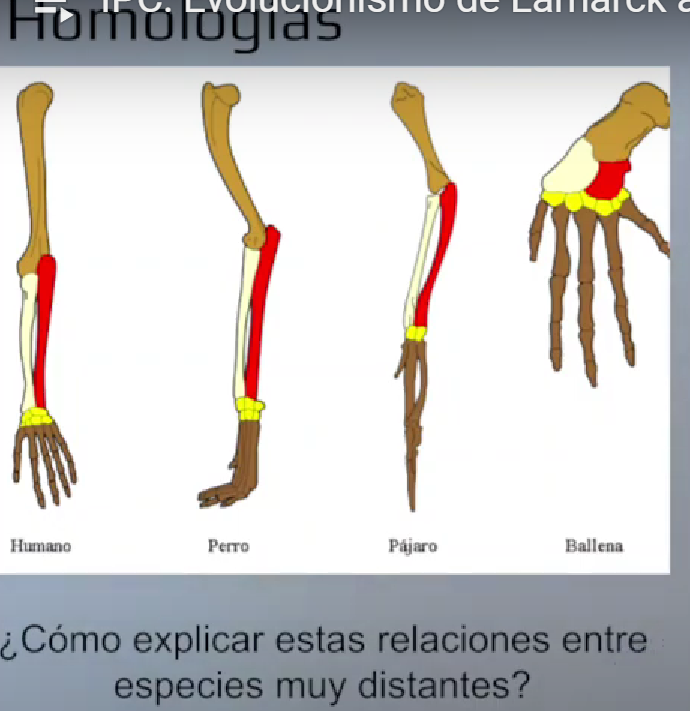 IPC. Evolucionismo de Lamarck a
Homologías
Humano Perro Pájaro Ballena
¿Cómo explicar estas relaciones entre
especies muy distantes?